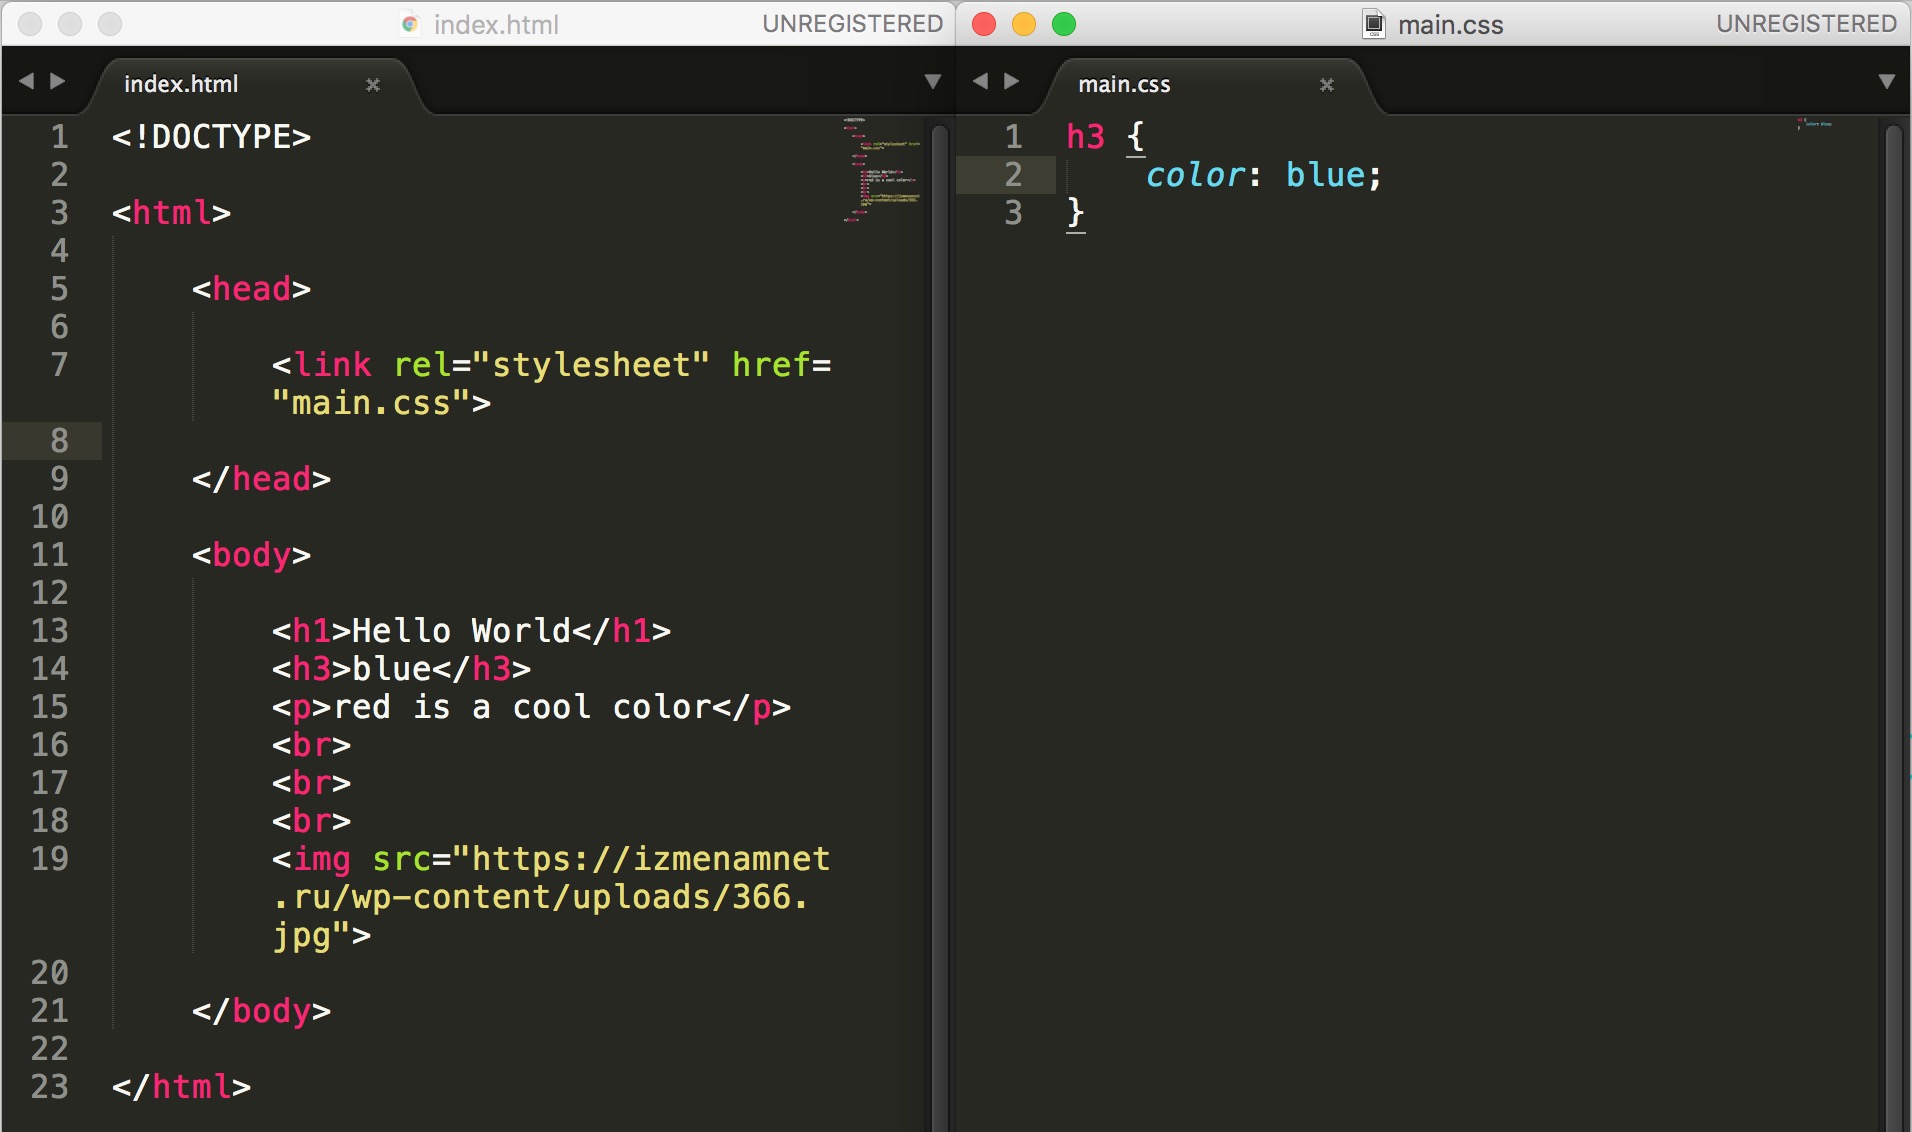 index.html
UNREGISTERED
index.html
1 <!DOCTYPE>
2
3 <html>
4
5 <head>
6
7 <link rel="stylesheet" href=
"main.css">
8
9 </head>
10
11 <body>
12
13 <h1>Hello World</h1>
14 <h3>blue</h3>
15 <p>red is a cool color</p>
16 <br>
17 <br>
18 <br>
19 <img src="https://izmenamnet
.ru/wp-content/uploads/366.
jpg">
20
21 </body>
22
23 </html>
main.css
UNREGISTERED
main.css
1 h3 {
2 color: blue;
3 }